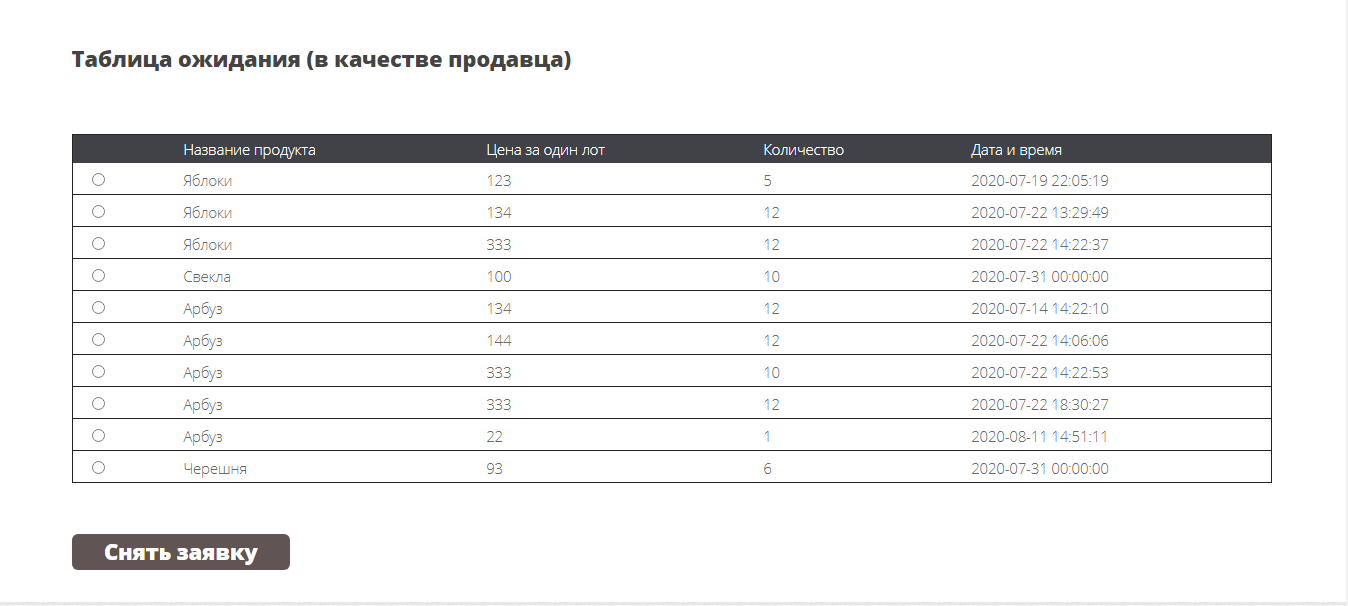 Таблица ожидания (в качестве продавца)
Название продукта Цена за один лот Количество Дата и время
Яблоки 123 5 2020-07-19 22:05:19
Яблоки 134 12 2020-07-22 13:29:49
Яблоки 333 12 2020-07-22 14:22:37
Свекла 100 10 2020-07-31 00:00:00
Арбуз 134 12 2020-07-14 14:22:10
Арбуз 144 12 2020-07-22 14:06:06
Арбуз 333 10 2020-07-22 14:22:53
Арбуз 333 12 2020-07-22 18:30:27
Арбуз 22 1 2020-08-11 14:51:11
Черешня 93 6 2020-07-31 00:00:00
Снять заявку